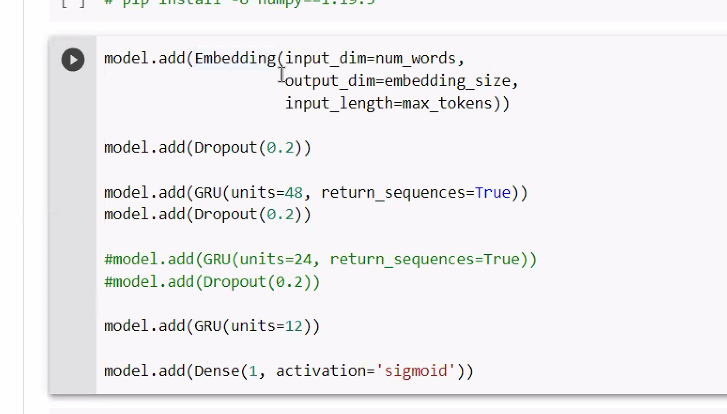 [ ] # pip install -U numpy==1.19.5
model.add(Embedding(input_dim=num_words,
output_dim=embedding_size,
input_length=max_tokens))
model.add(Dropout(0.2))
model.add(GRU(units=48, return_sequences=True))
model.add(Dropout(0.2))
#model.add(GRU(units=24, return_sequences=True))
#model.add(Dropout(0.2))
model.add(GRU(units=12))
model.add(Dense(1, activation='sigmoid'))